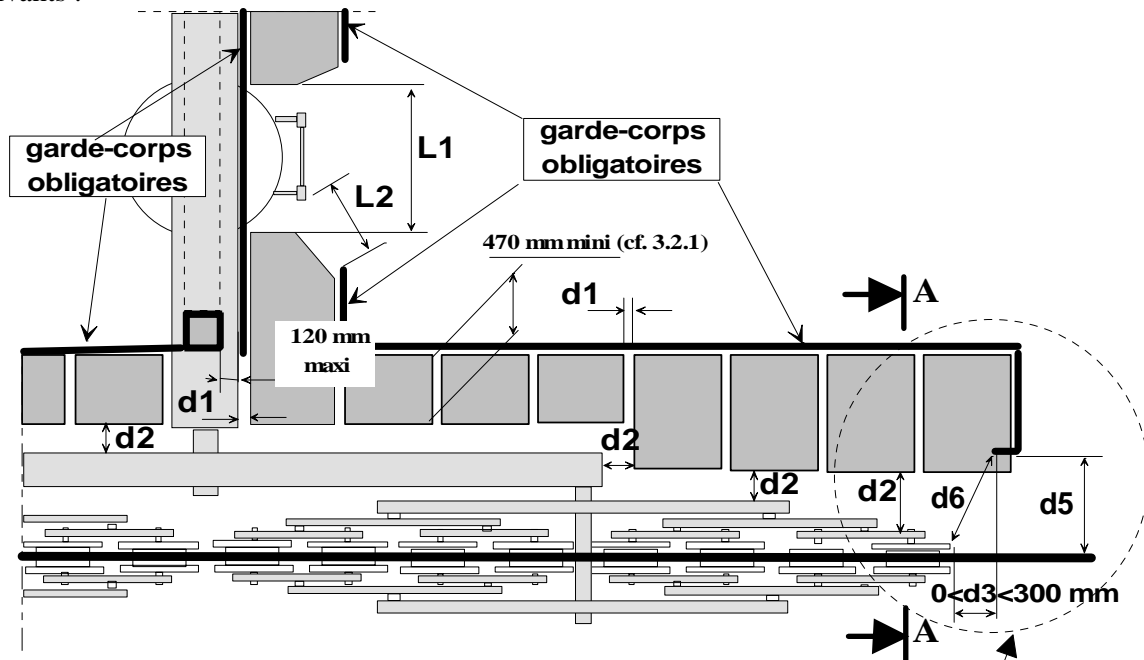 garde-corps
obligatoires
L1
garde-corps
obligatoires
L2
470 mm mini (cf. 3.2.1)
A
d1
120 mm
maxi
d1
d2
d2
d2
d2
d6
d5
0<d3<300 mm
A